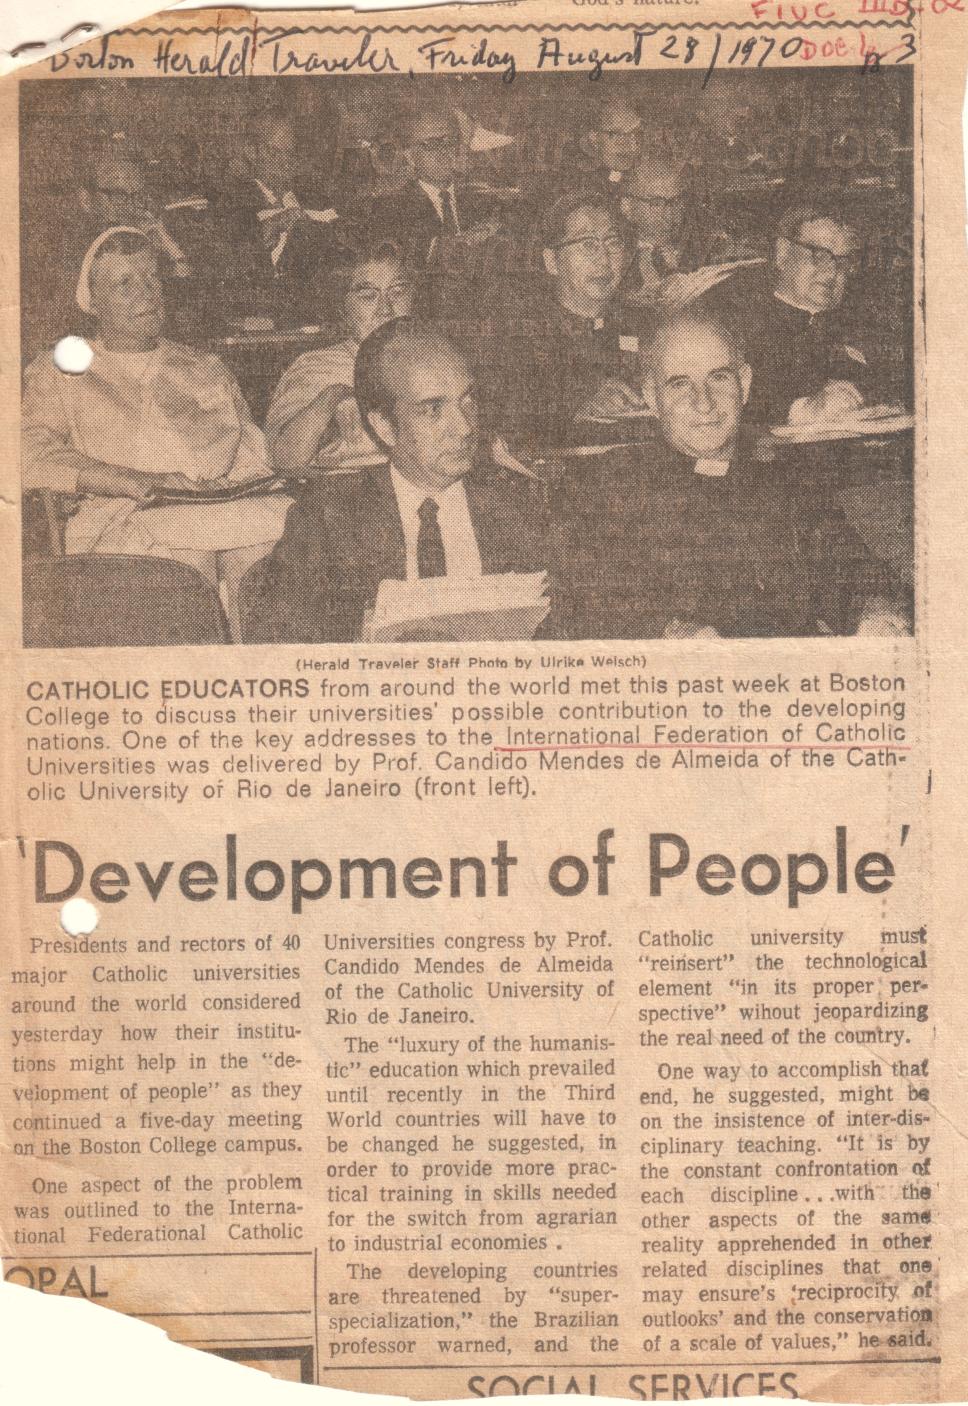 God's nature.
FIUC
Boston Herald Traveler, Friday August 28/1970
3
(Herald Traveler Staff Photo by Ulrike Welsch)
CATHOLIC EDUCATORS from around the world met this past week at Boston
College to discuss their universities' possible contribution to the developing
nations. One of the key addresses to the International Federation of Catholic
Universities was delivered by Prof. Candido Mendes de Almeida of the Cath-
olic University of Rio de Janeiro (front left).
'Development of People'
Presidents and rectors of 40
major Catholic universities
around the world considered
yesterday how their institu-
tions might help in the "de-
velopment of people" as they
continued a five-day meeting
on the Boston College campus.
One aspect of the problem
was outlined to the Interna-
tional Federational Catholic
Universities congress by Prof.
Candido Mendes de Almeida
of the Catholic University of
Rio de Janeiro.
The "luxury of the humanis-
tic" education which prevailed
until recently in the Third
World countries will have to
be changed he suggested, in
order to provide more prac-
tical training in skills needed
for the switch from agrarian
to industrial economies .
The developing countries
are threatened by "super-
specialization," the Brazilian
professor warned, and the
Catholic university must
"reinsert" the technological
element "in its proper per-
spective" wihout jeopardizing
the real need of the country.
One way to accomplish that
end, he suggested, might be
on the insistence of inter-dis-
ciplinary teaching. "It is by
the constant confrontation of
each discipline...with the
other aspects of the same
reality apprehended in other
related disciplines that one
may ensure's 'reciprocity of
outlooks' and the conservation
of a scale of values," he said.
OPAL
SOCIAL SERVICES